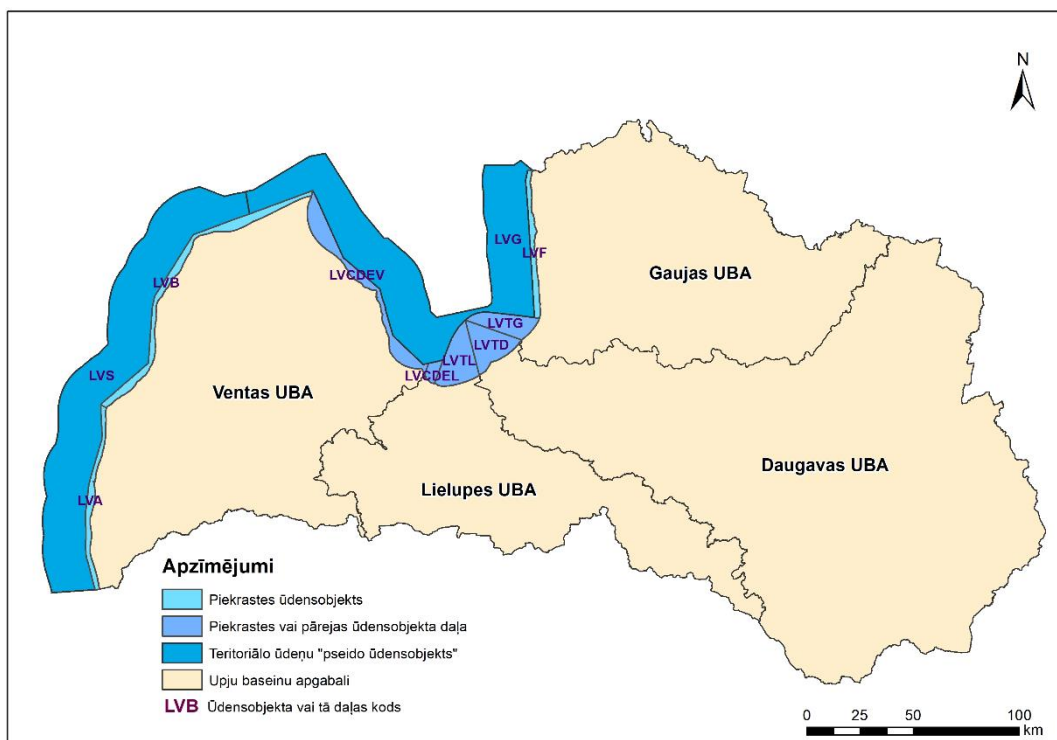 N
LVG
LVF
Gaujas UBA
LVB
LVCDEV
LVTG
LVTD
LVTL
LVCDEL
LVS
Ventas UBA
Daugavas UBA
Lielupes UBA
LVA
Apzīmējumi
Piekrastes ūdensobjekts
Piekrastes vai pārejas ūdensobjekta daļa
Teritoriālo ūdeņu "pseido ūdensobjekts"
Upju baseinu apgabali
LVB Ūdensobjekta vai tā daļas kods
0 25 50 100
km